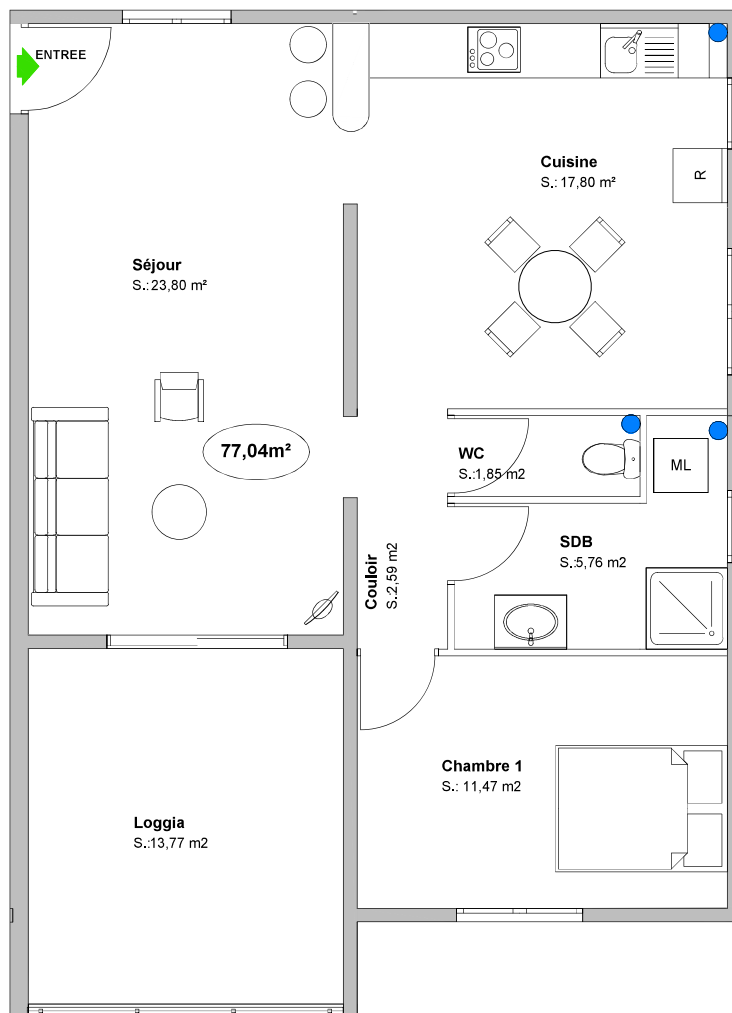 ENTREE
Cuisine
S.: 17,80 m²
R
Séjour
S.: 23,80 m²
77,04m²
WC
S.:1,85 m2
ML
SDB
S.:5,76 m2
Couloir
S.:2,59 m2
Chambre 1
S.: 11,47 m2
Loggia
S.:13,77 m2